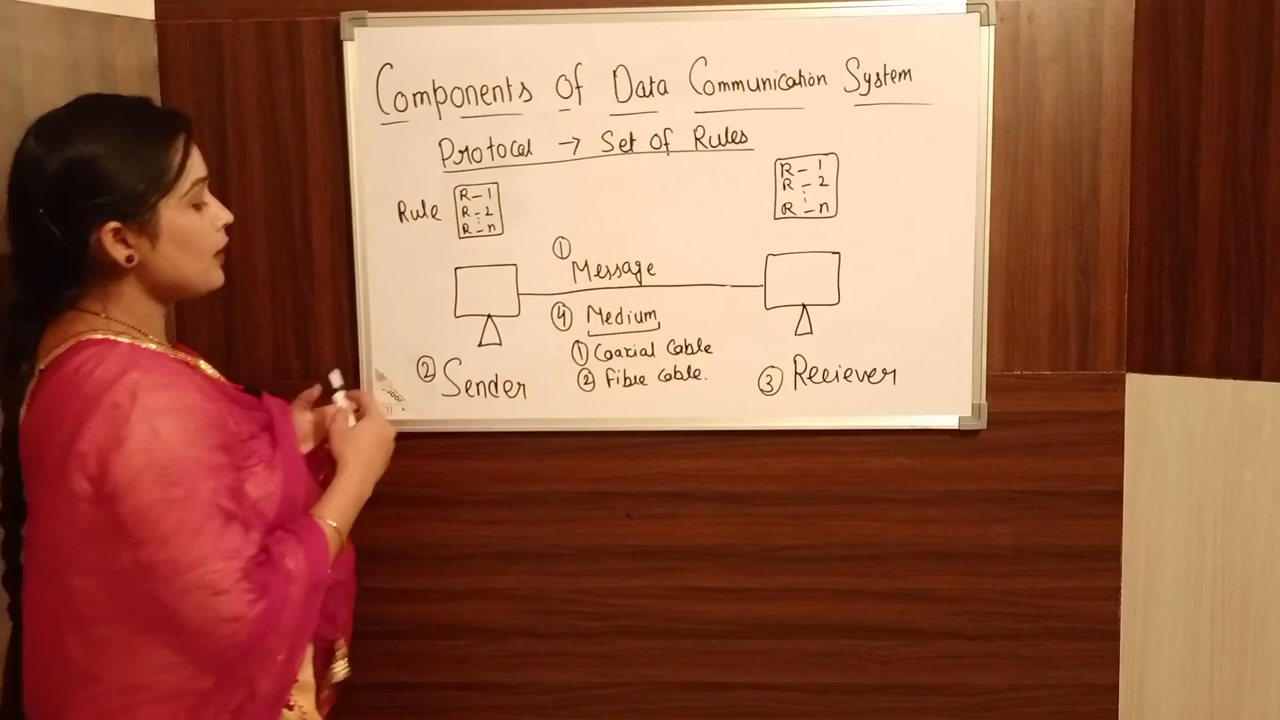 Components Of Data Communication System
Protocol → Set of Rules
Rule
R-1
R-2
R-n
R-1
R-2
R-n
① Message
④ Medium
① Coaxial Cable
② Fibre Cable.
② Sender
③ Reciever